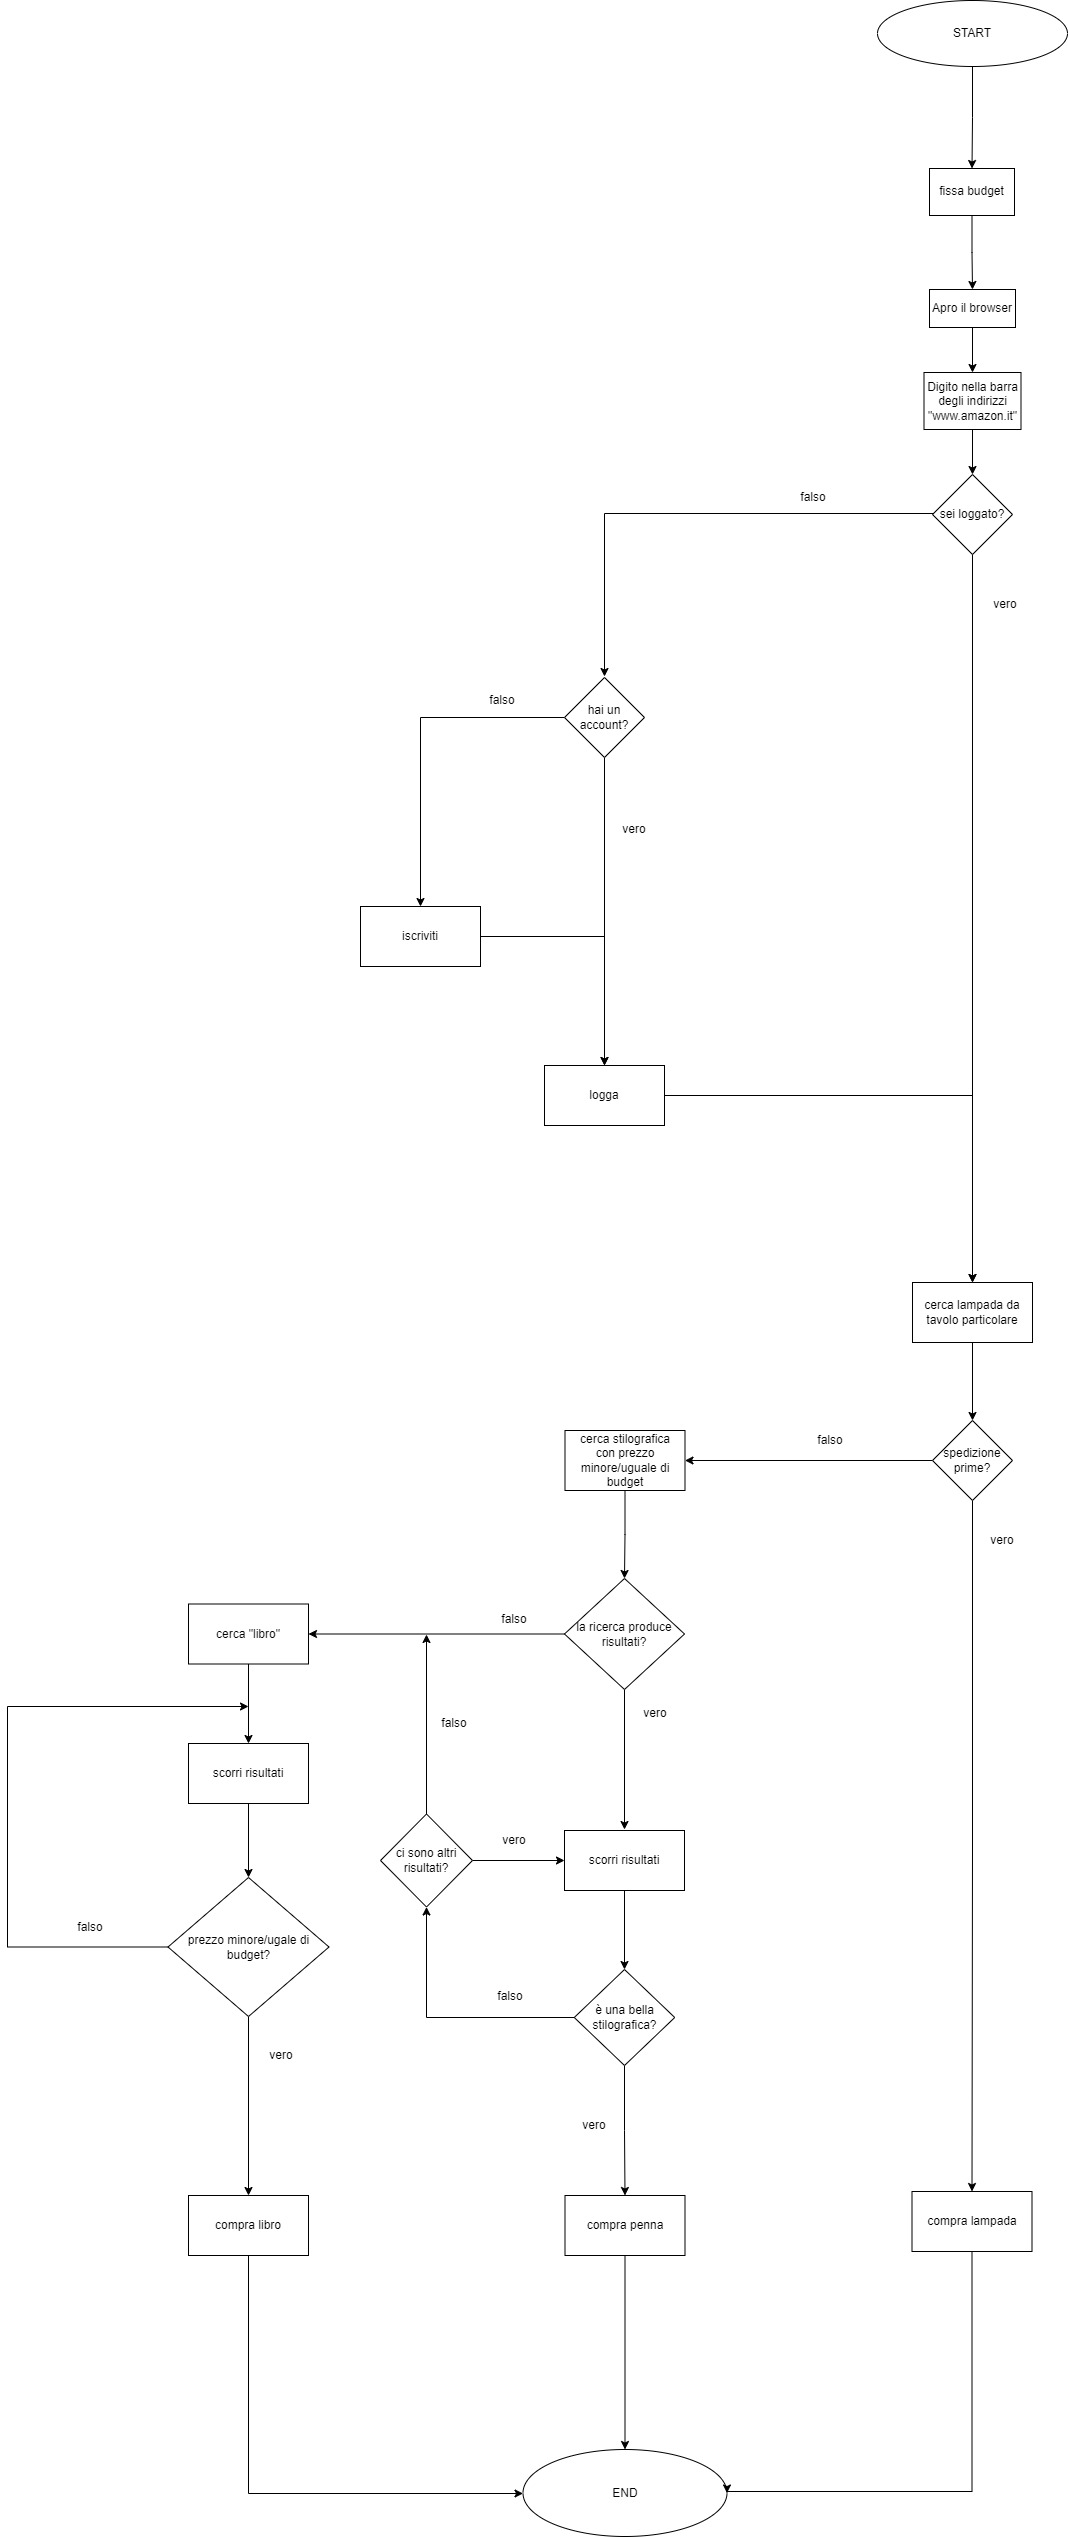 START
fissa budget
Apro il browser
Digito nella barra
degli indirizzi
"www.amazon.it"
falso
sei loggato?
vero
falso
hai un
account?
vero
iscriviti
logga
cerca lampada da
tavolo particolare
cerca stilografica
con prezzo
minore/uguale di
budget
falso
spedizione
prime?
vero
cerca "libro"
falso
la ricerca produce
risultati?
vero
falso
scorri risultati
ci sono altri
risultati?
vero
scorri risultati
falso
prezzo minore/ugale di
budget?
vero
falso
è una bella
stilografica?
vero
compra libro
compra penna
compra lampada
END